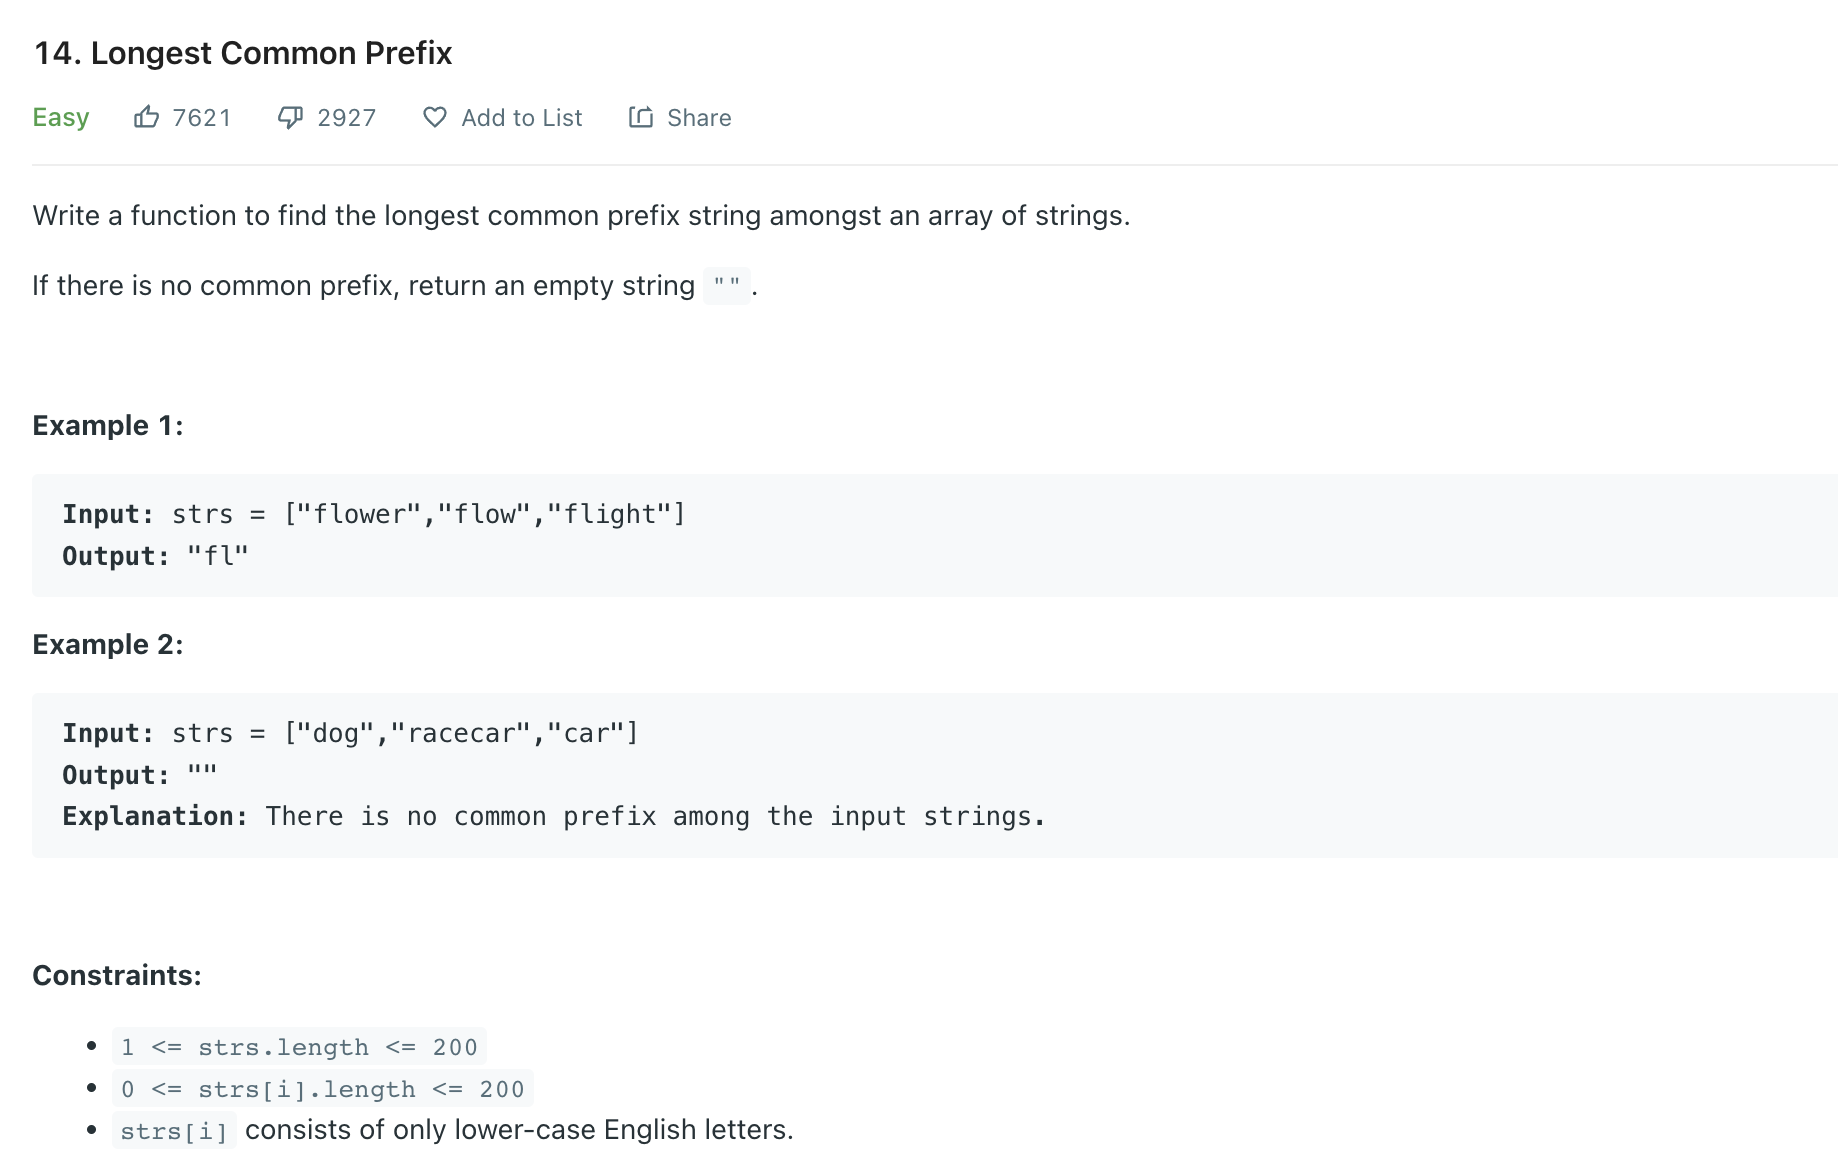 14. Longest Common Prefix
Easy 7621 2927 Add to List Share
Write a function to find the longest common prefix string amongst an array of strings.
If there is no common prefix, return an empty string "".
Example 1:
Input: strs = ["flower","flow","flight"]
Output: "fl"
Example 2:
Input: strs = ["dog","racecar","car"]
Output: ""
Explanation: There is no common prefix among the input strings.
Constraints:
• 1 <= strs.length <= 200
• 0 <= strs[i].length <= 200
• strs[i] consists of only lower-case English letters.